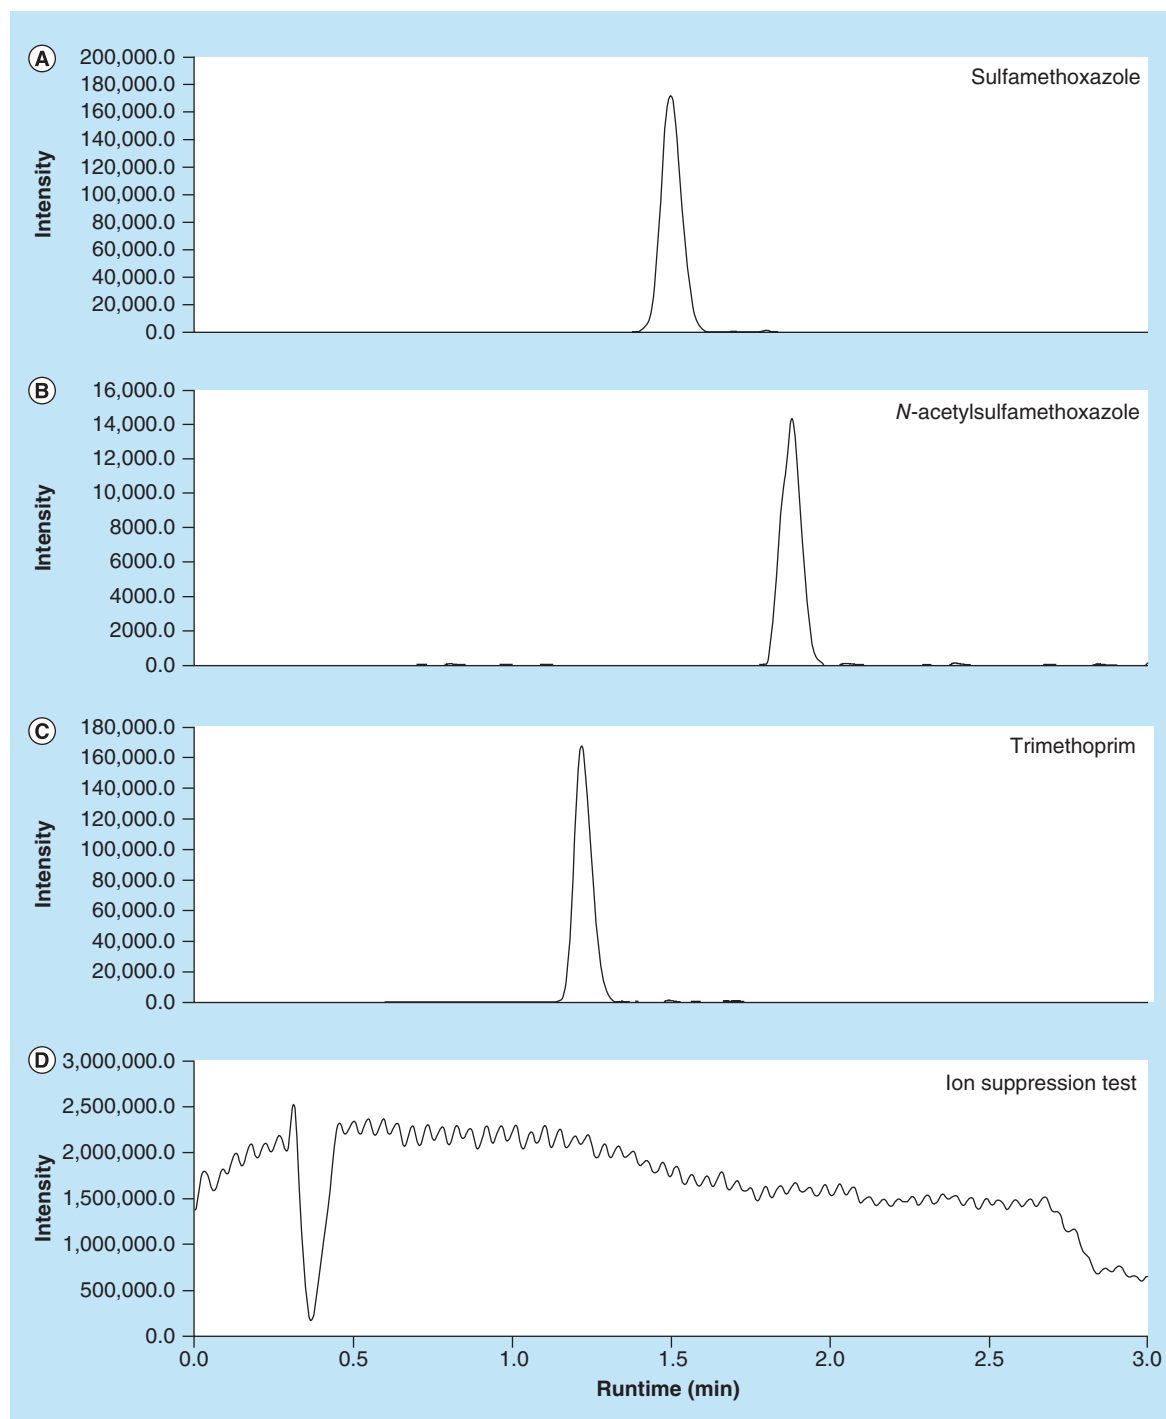 A
Sulfamethoxazole
Intensity
200,000.0
180,000.0
160,000.0
140,000.0
120,000.0
100,000.0
80,000.0
60,000.0
40,000.0
20,000.0
0.0
B
N-acetylsulfamethoxazole
Intensity
16,000.0
14,000.0
12,000.0
10,000.0
8000.0
6000.0
4000.0
2000.0
0.0
C
Trimethoprim
Intensity
180,000.0
160,000.0
140,000.0
120,000.0
100,000.0
80,000.0
60,000.0
40,000.0
20,000.0
0.0
D
Ion suppression test
Intensity
3,000,000.0
2,500,000.0
2,000,000.0
1,500,000.0
1,000,000.0
500,000.0
0.0
0.0 0.5 1.0 1.5 2.0 2.5 3.0
Runtime (min)